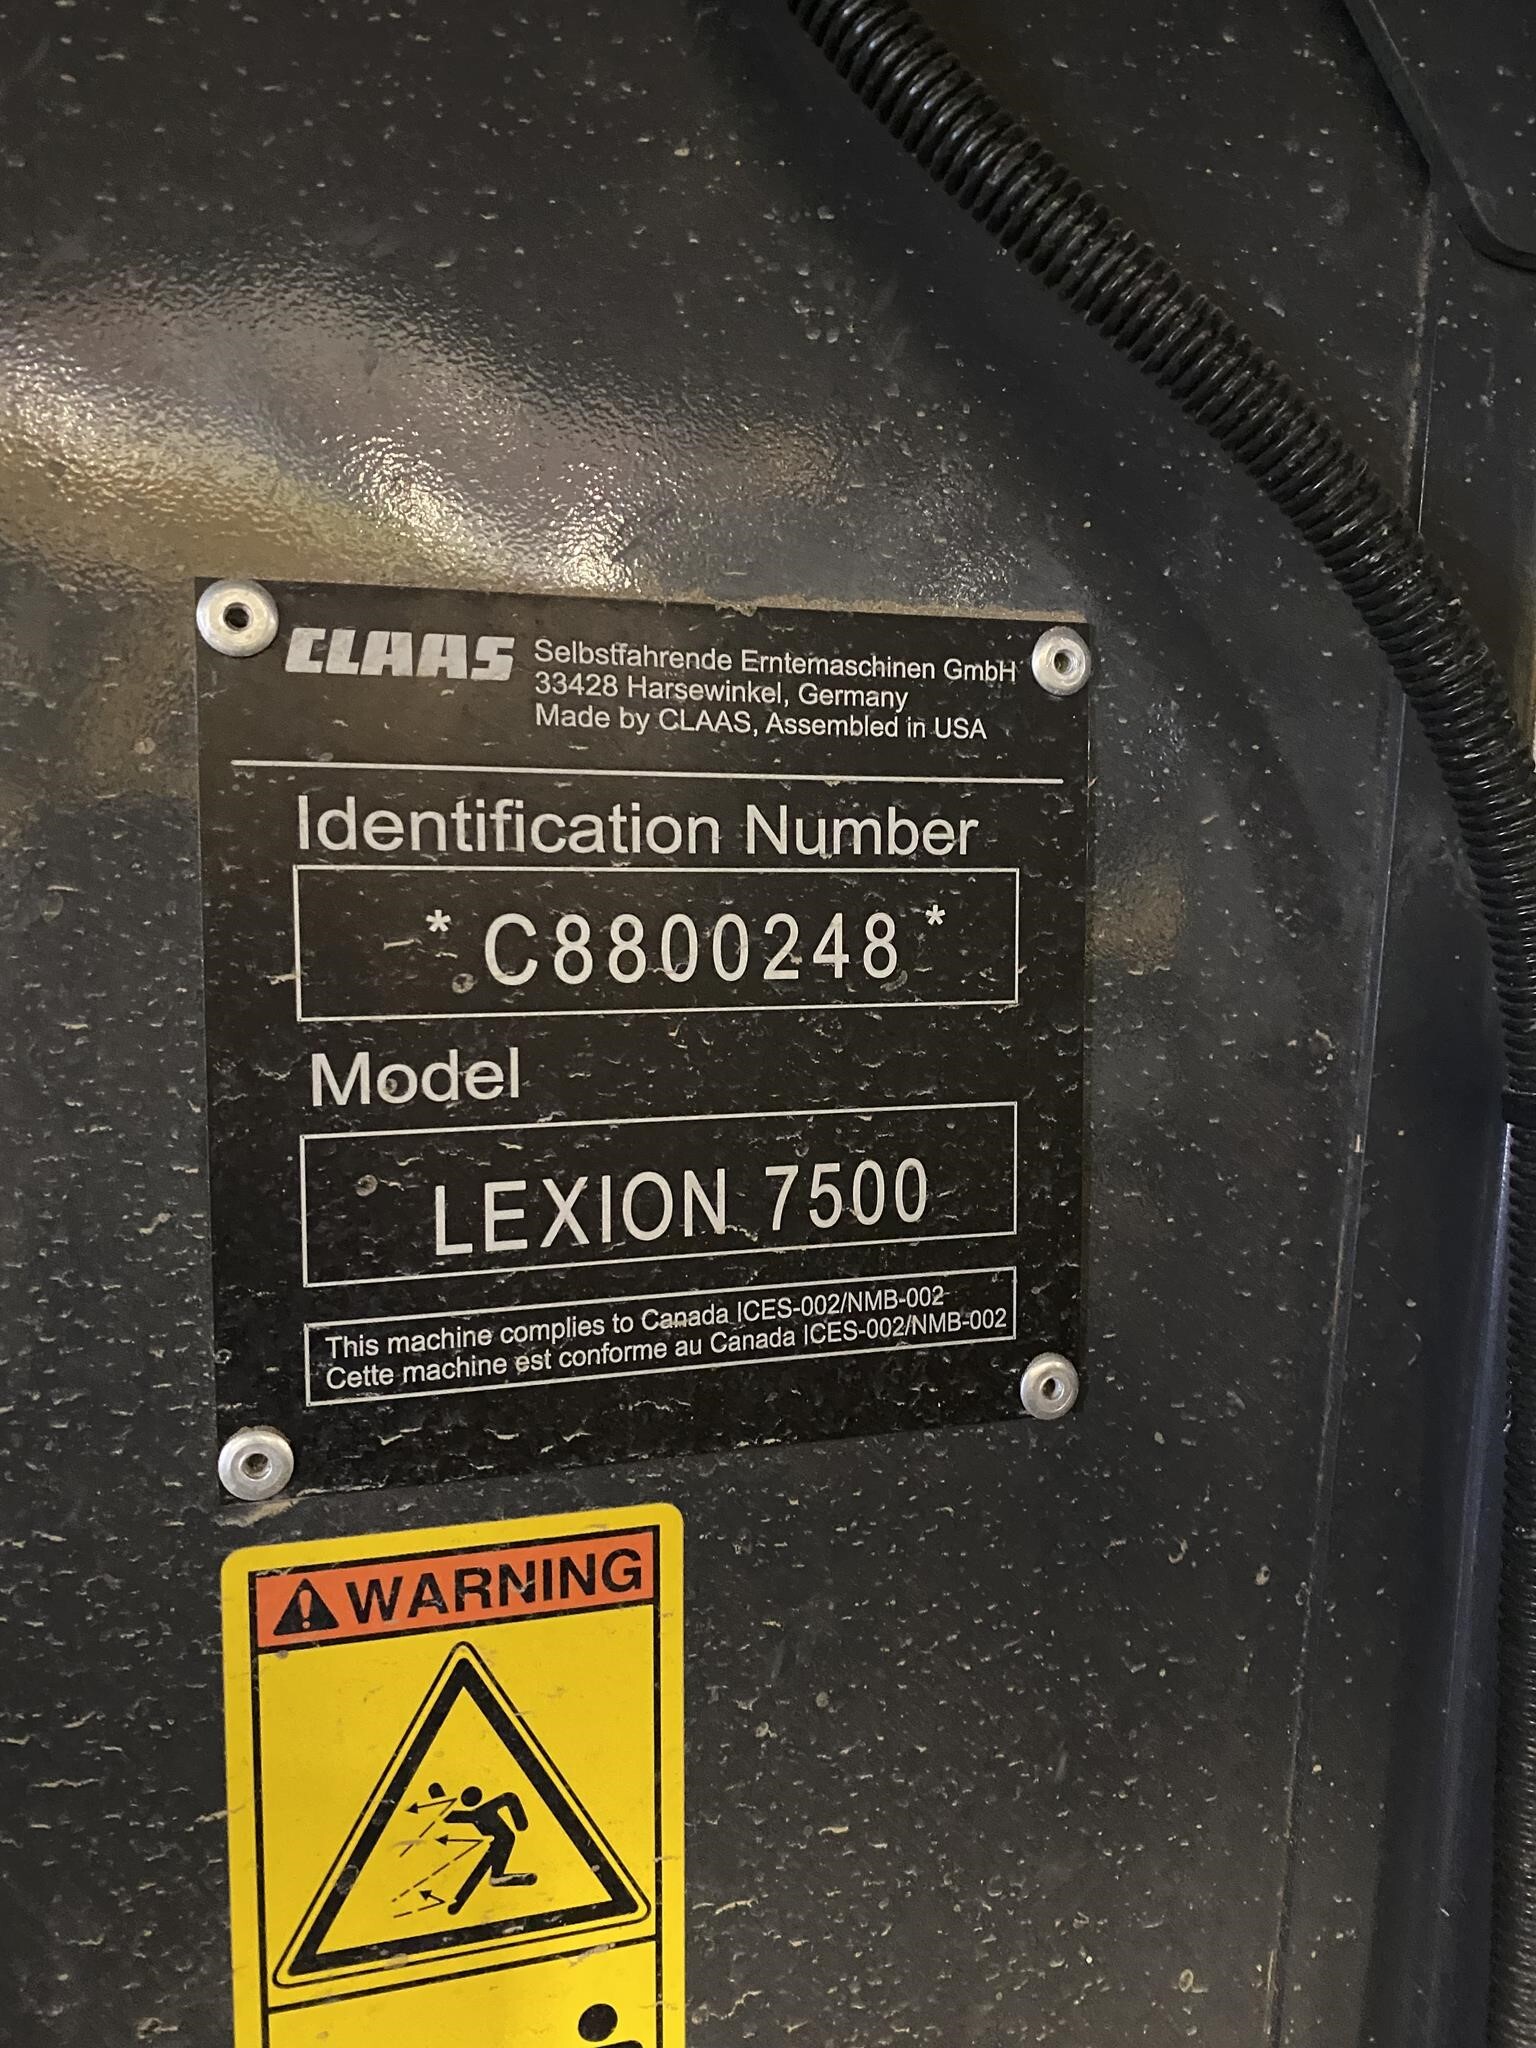 CLAAS Selbstfahrende Erntemaschinen GmbH
33428 Harsewinkel, Germany
Made by CLAAS, Assembled in USA
Identification Number
*C8800248*
Model
LEXION 7500
This machine complies to Canada ICES-002/NMB-002
Cette machine est conforme au Canada ICES-002/NMB-002
WARNING